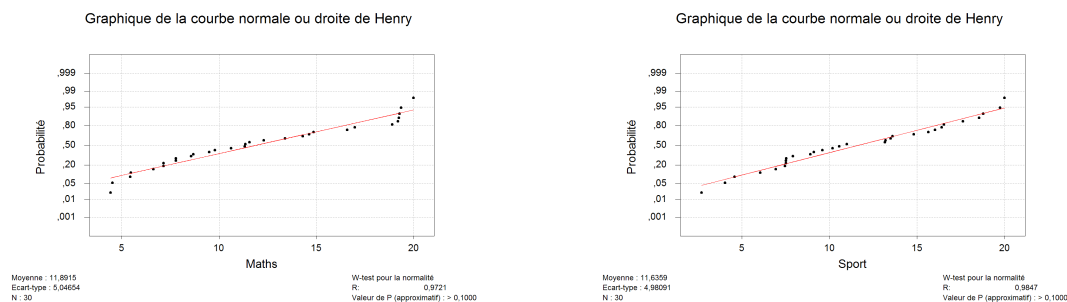 Graphique de la courbe normale ou droite de Henry
,999
,99
,95
,80
,50
,20
,05
,01
,001
Probabilité
5
10
15
20
Maths
Moyenne : 11,8915
Ecart-type : 5,04654
N : 30
W-test pour la normalité
R: 0,9721
Valeur de P (approximatif) : > 0,1000
Graphique de la courbe normale ou droite de Henry
,999
,99
,95
,80
,50
,20
,05
,01
,001
Probabilité
5
10
15
20
Sport
Moyenne : 11,6359
Ecart-type : 4,98091
N : 30
W-test pour la normalité
R: 0,9847
Valeur de P (approximatif) : > 0,1000